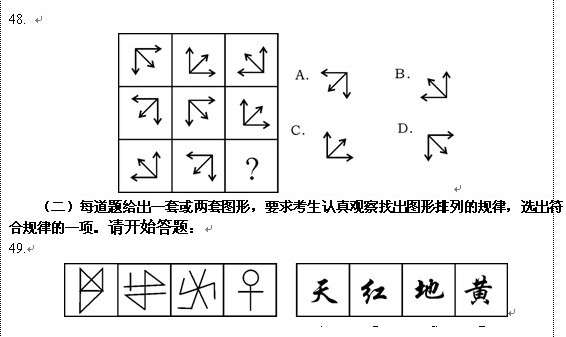 48.
A.
B.
C.
D.
?
（二）每道题给出一套或两套图形，要求考生认真观察找出图形排列的规律，选出符
合规律的一项。请开始答题：
49.
天 红 地 黄